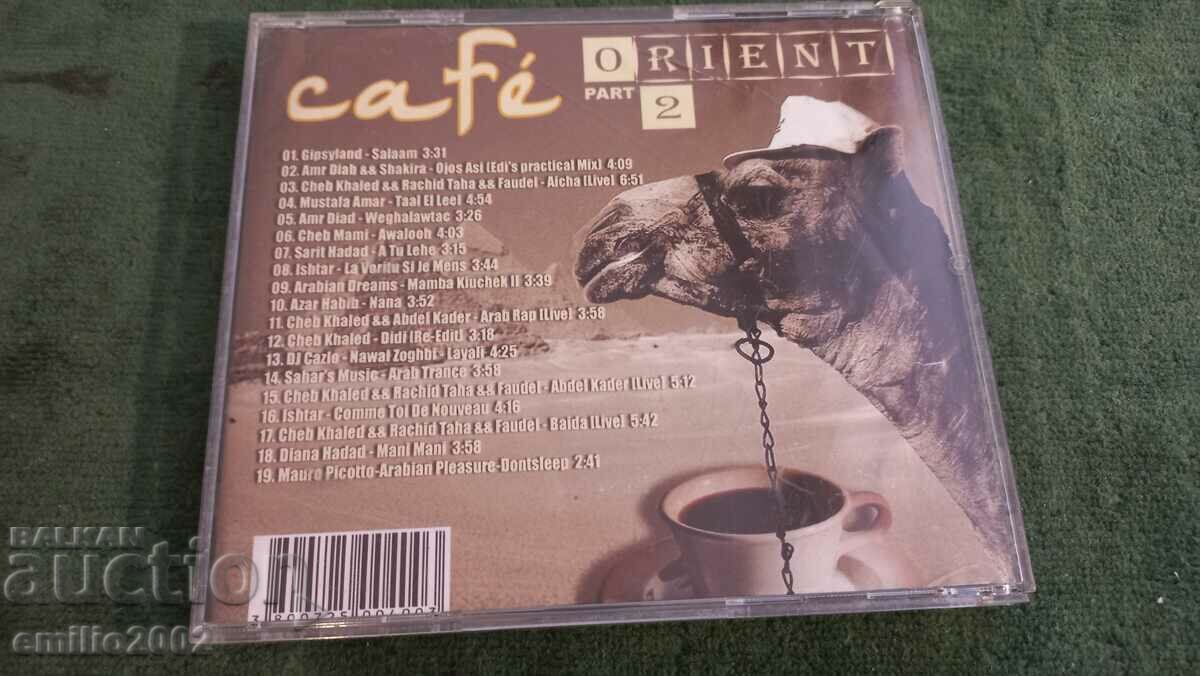 café
ORIENT
PART 2
01. Gipsyland - Salaam 3:31
02. Amr Diab && Shakira - Ojos Asi (Edi's practical Mix) 4:09
03. Cheb Khaled && Rachid Taha && Faudel - Aicha [Live] 6:51
04. Mustafa Amar - Taal El Leel 4:54
05. Amr Diad - Weghalawtac 3:26
06. Cheb Mami - Awalooh 4:03
07. Sarit Hadad - A Tu Lehe 3:15
08. Ishtar - La Voritu Si Je Mens 3:44
09. Arabian Dreams - Mamba Kiuchek II 3:39
10. Azar Habib - Nana 3:52
11. Cheb Khaled && Abdel Kader - Arab Rap [Live] 3:58
12. Cheb Khaled - Didi [Re-Edit] 3:18
13. DJ Cazio - Nawal Zoghbi - Layali 4:25
14. Sahar's Music - Arab Trance 3:58
15. Cheb Khaled && Rachid Taha && Faudel - Abdel Kader [Live] 5:12
16. Ishtar - Comme Toi De Nouveau 4:16
17. Cheb Khaled && Rachid Taha && Faudel - Baida [Live] 5:42
18. Diana Hadad - Mani Mani 3:58
19. Mauro Picotto-Arabian Pleasure-Dontsleep 2:41
BALKAN
auction
emilio2002